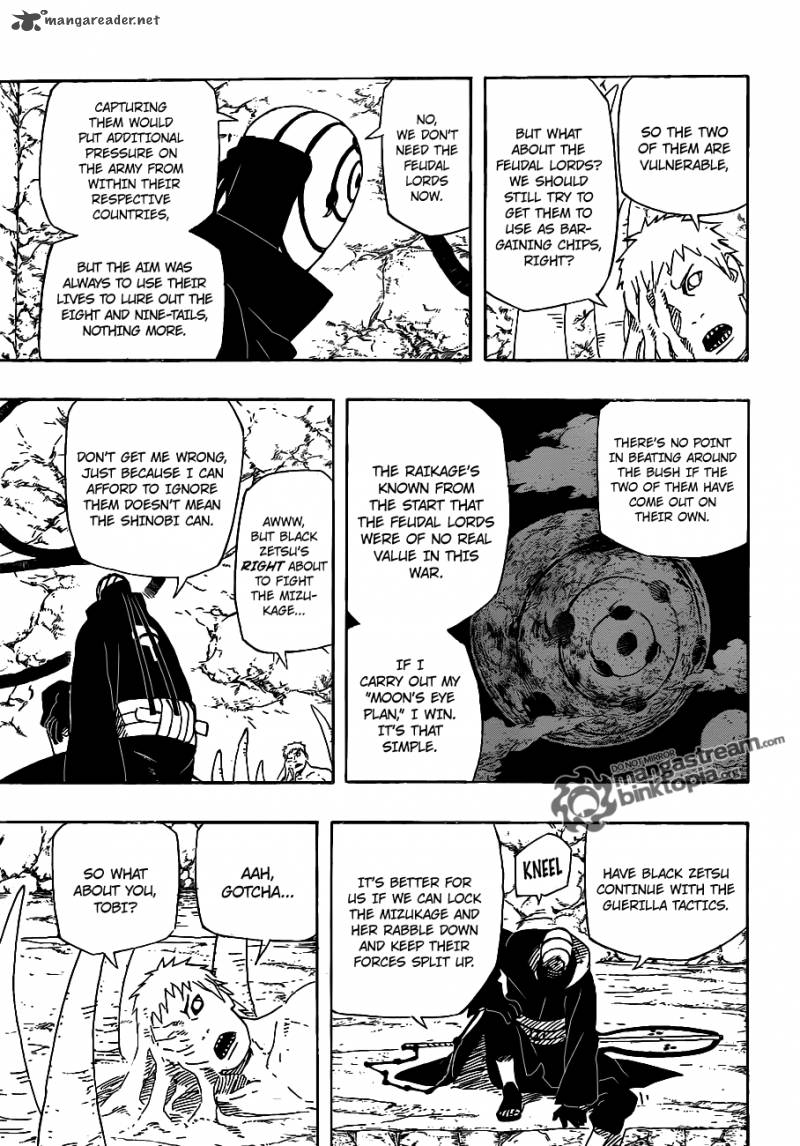 mangareader.net
SO THE TWO
OF THEM ARE
VULNERABLE,
BUT WHAT
ABOUT THE
FEUDAL LORDS?
WE SHOULD
STILL TRY TO
GET THEM TO
USE AS BAR-
GAINING CHIPS,
RIGHT?
NO,
WE DON'T
NEED THE
FEUDAL
LORDS
NOW.
CAPTURING
THEM WOULD
PUT ADDITIONAL
PRESSURE ON
THE ARMY FROM
WITHIN THEIR
RESPECTIVE
COUNTRIES,
BUT THE AIM WAS
ALWAYS TO USE THEIR
LIVES TO LURE OUT THE
EIGHT AND NINE-TAILS,
NOTHING MORE.
THERE'S NO POINT
IN BEATING AROUND
THE BUSH IF THE
TWO OF THEM HAVE
COME OUT ON
THEIR OWN.
THE RAIKAGE'S
KNOWN FROM
THE START THAT
THE FEUDAL LORDS
WERE OF NO REAL
VALUE IN THIS
WAR.
IF I
CARRY OUT MY
"MOON'S EYE
PLAN," I WIN.
IT'S THAT
SIMPLE.
DON'T GET ME WRONG,
JUST BECAUSE I CAN
AFFORD TO IGNORE
THEM DOESN'T MEAN
THE SHINOBI CAN.
AWWW,
BUT BLACK
ZETSU'S
RIGHT ABOUT
TO FIGHT
THE MIZU-
KAGE...
DO NOT MIRROR
mangastream.com
binktopia.com
HAVE BLACK ZETSU
CONTINUE WITH THE
GUERILLA TACTICS.
KNEEL
IT'S BETTER FOR
US IF WE CAN LOCK
THE MIZUKAGE AND
HER RABBLE DOWN
AND KEEP THEIR
FORCES SPLIT UP.
AAH,
GOTCHA...
SO WHAT
ABOUT YOU,
TOBI?